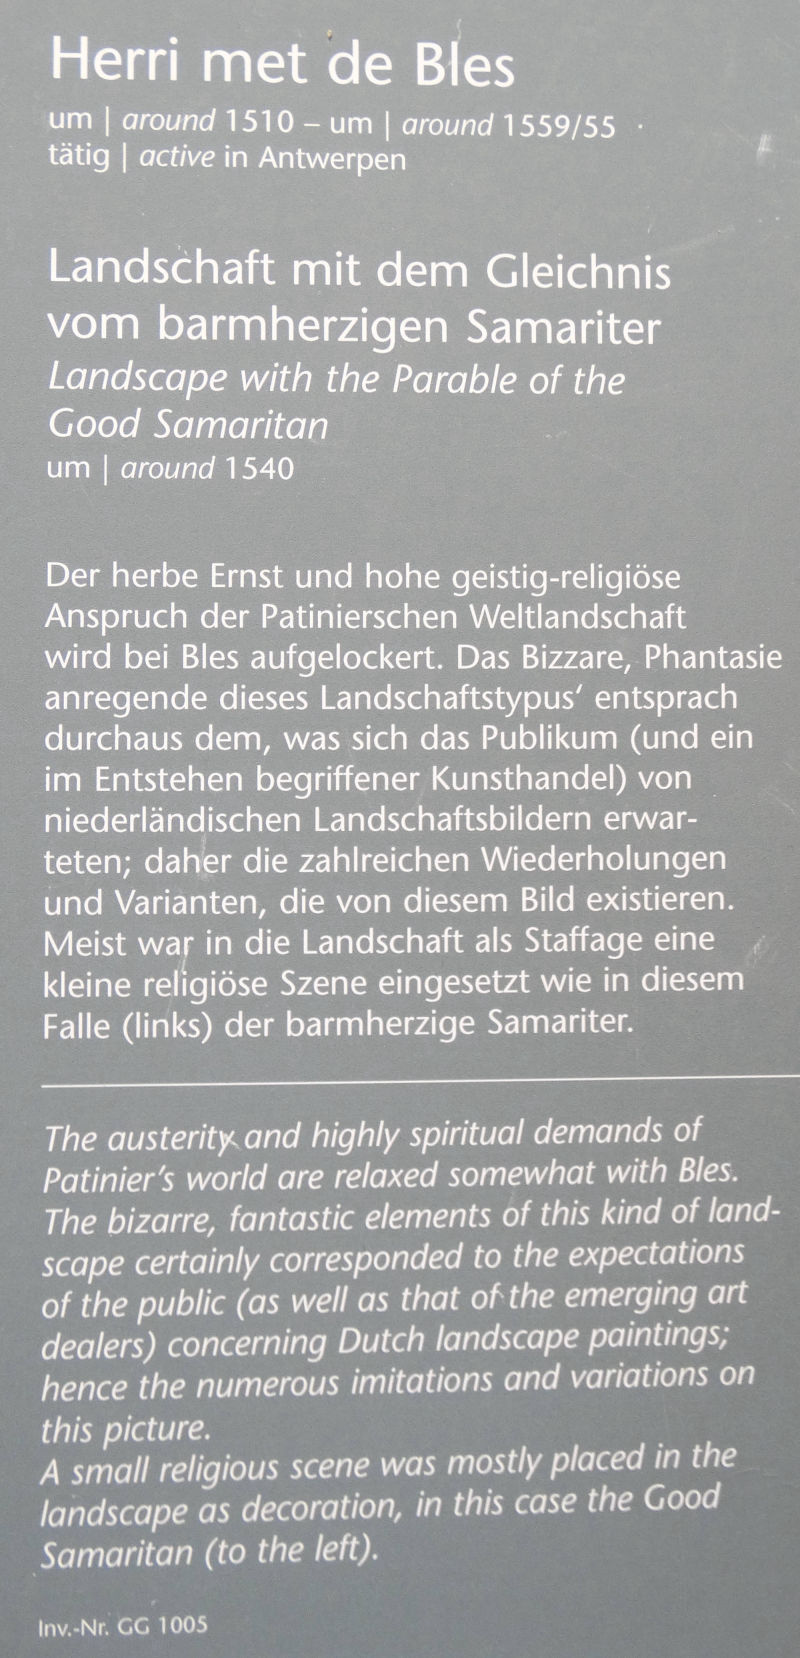 Herri met de Bles
um | around 1510 – um | around 1559/55
tätig | active in Antwerpen
Landschaft mit dem Gleichnis
vom barmherzigen Samariter
Landscape with the Parable of the
Good Samaritan
um | around 1540
Der herbe Ernst und hohe geistig-religiöse
Anspruch der Patinierschen Weltlandschaft
wird bei Bles aufgelockert. Das Bizzare, Phantasie
anregende dieses Landschaftstypus‘ entsprach
durchaus dem, was sich das Publikum (und ein
im Entstehen begriffener Kunsthandel) von
niederländischen Landschaftsbildern erwar-
teten; daher die zahlreichen Wiederholungen
und Varianten, die von diesem Bild existieren.
Meist war in die Landschaft als Staffage eine
kleine religiöse Szene eingesetzt wie in diesem
Falle (links) der barmherzige Samariter.
The austerity and highly spiritual demands of
Patinier’s world are relaxed somewhat with Bles.
The bizarre, fantastic elements of this kind of land-
scape certainly corresponded to the expectations
of the public (as well as that of the emerging art
dealers) concerning Dutch landscape paintings;
hence the numerous imitations and variations on
this picture.
A small religious scene was mostly placed in the
landscape as decoration, in this case the Good
Samaritan (to the left).
Inv.-Nr. GG 1005